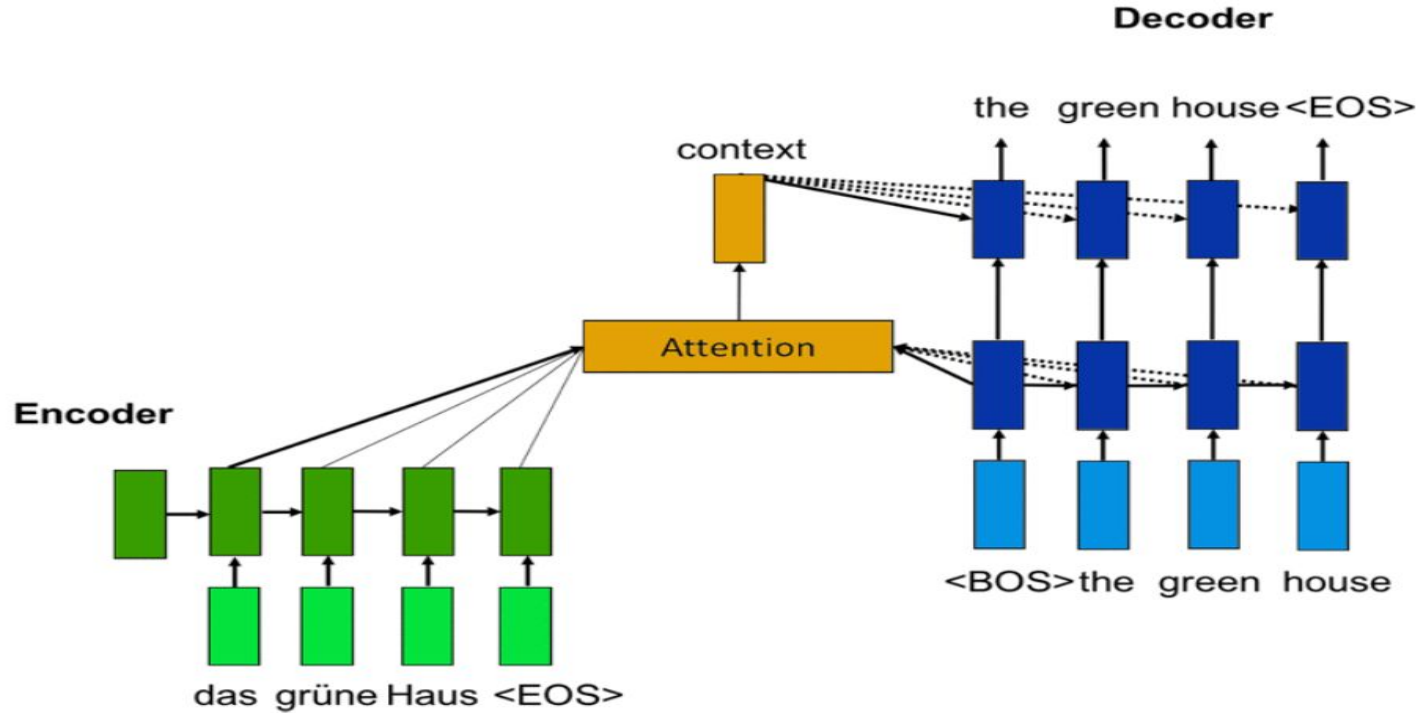 Decoder
the green house <EOS>
context
Attention
Encoder
<BOS> the green house
das grüne Haus <EOS>